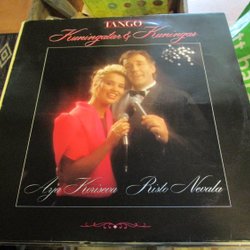 TANGO
Kuningatar & Kuningas
Arja Koriseva Risto Nevala